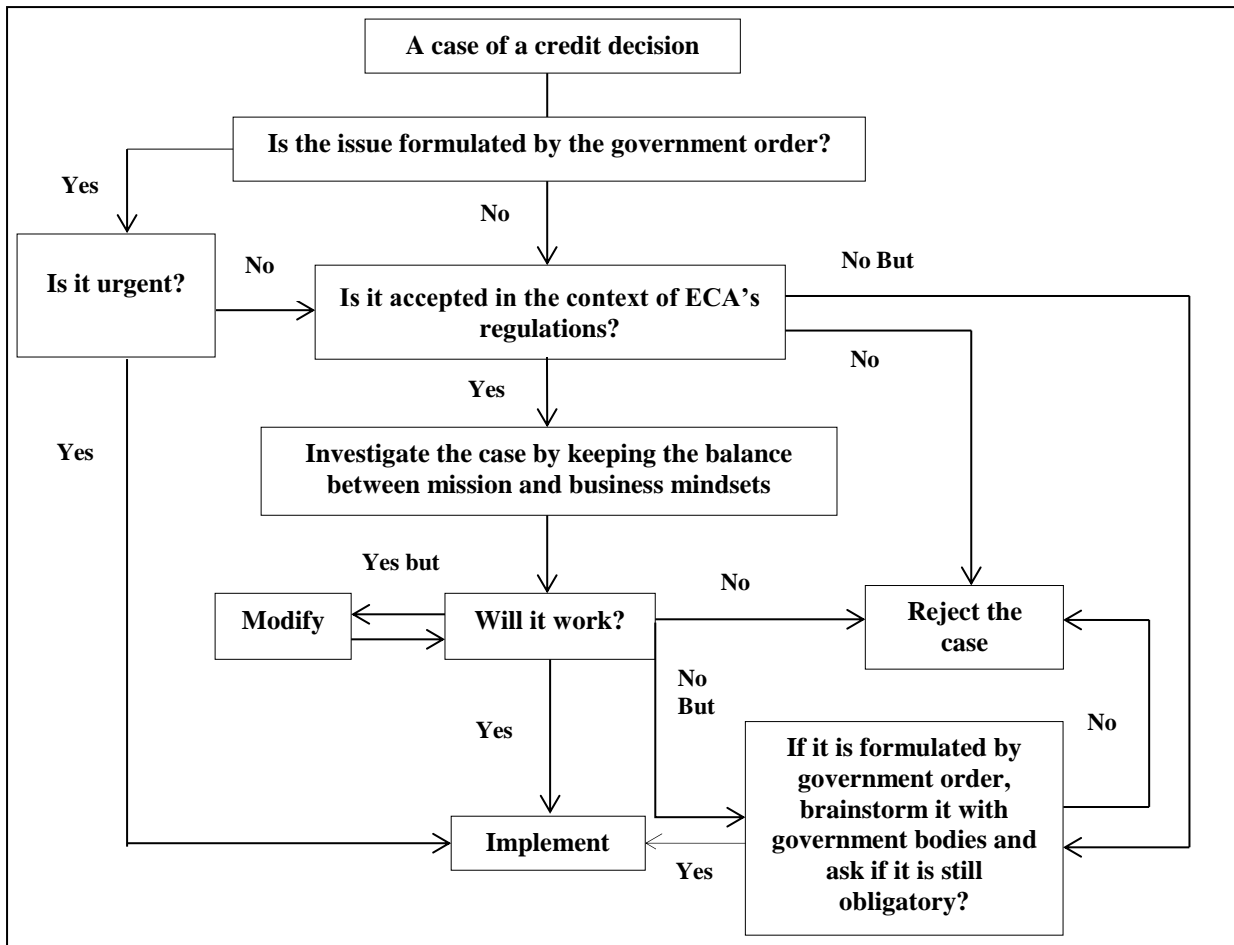 A case of a credit decision
Is the issue formulated by the government order?
Yes
No
Is it urgent?
No
No But
Is it accepted in the context of ECA’s
regulations?
No
Yes
Yes
Investigate the case by keeping the balance
between mission and business mindsets
Yes but
No
Modify
Will it work?
Reject the
case
No
But
Yes
No
If it is formulated by
government order,
brainstorm it with
government bodies and
ask if it is still
obligatory?
Implement
Yes